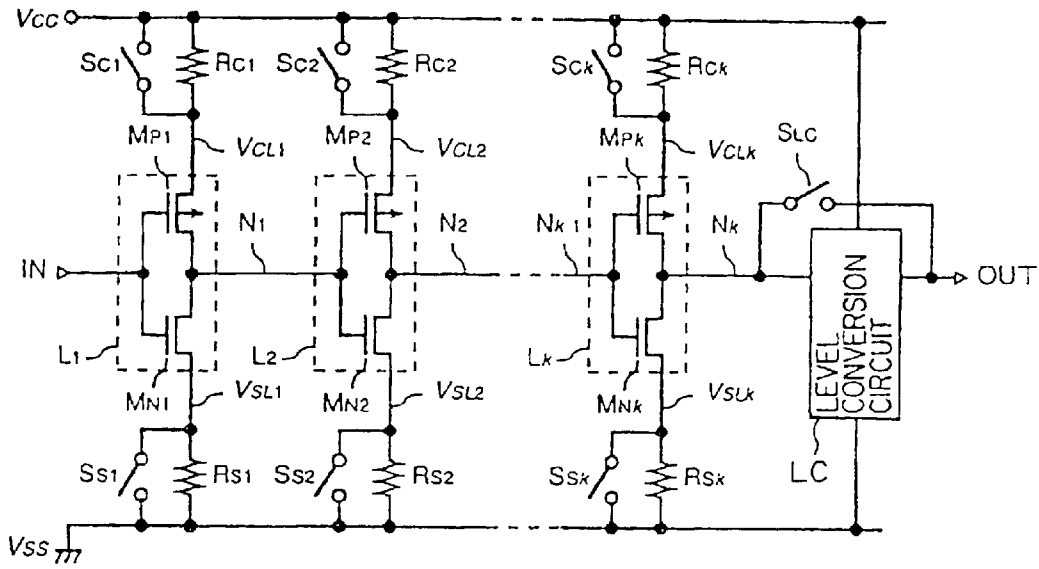 VCC
SC1 RC1 SC2 RC2 SCk RCk
MP1 VCL1 MP2 VCL2 MPk VCLk SLC
N1 N2 Nk-1 Nk
IN OUT
LEVEL
CONVERSION
CIRCUIT
L1 L2 Lk
MN1 VSL1 MN2 VSL2 MNk VSLk
SS1 RS1 SS2 RS2 SSk RSk LC
VSS